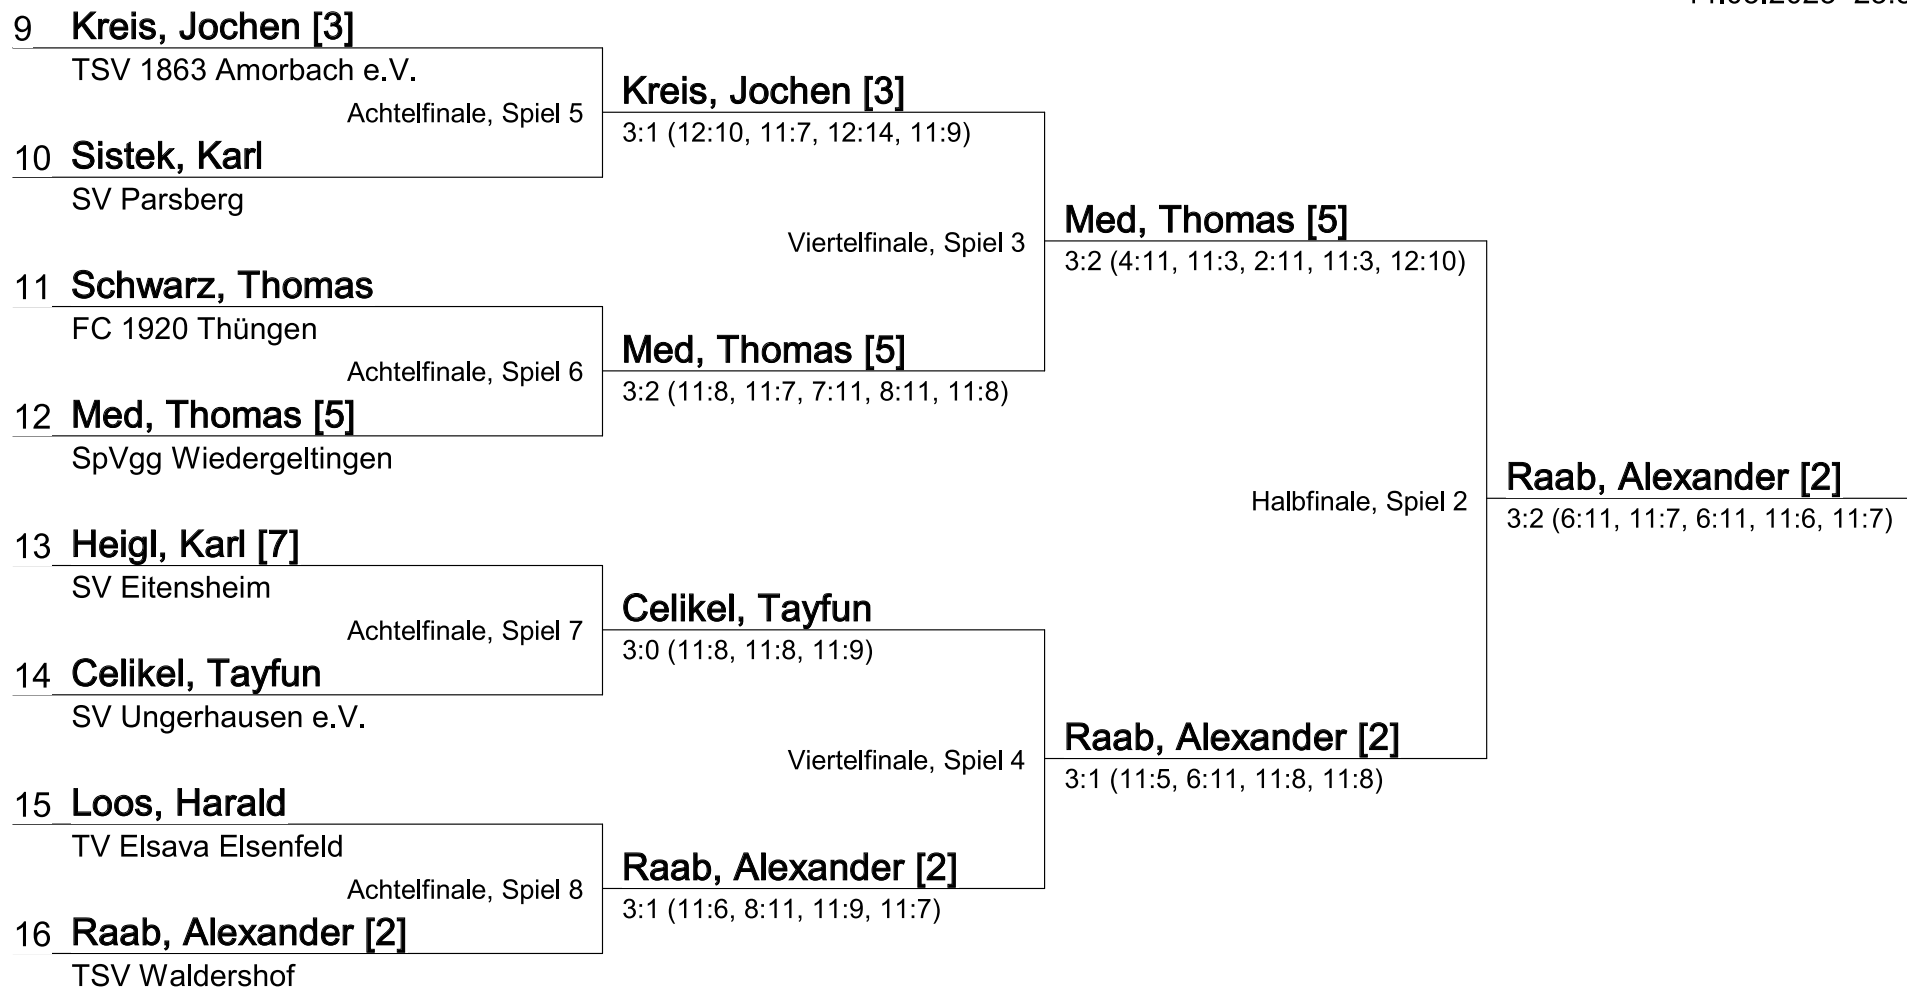 9 Kreis, Jochen [3]
TSV 1863 Amorbach e.V.
Achtelfinale, Spiel 5
10 Sistek, Karl
SV Parsberg
Kreis, Jochen [3]
3:1 (12:10, 11:7, 12:14, 11:9)
Viertelfinale, Spiel 3
11 Schwarz, Thomas
FC 1920 Thüngen
Achtelfinale, Spiel 6
12 Med, Thomas [5]
SpVgg Wiedergeltingen
Med, Thomas [5]
3:2 (11:8, 11:7, 7:11, 8:11, 11:8)
Med, Thomas [5]
3:2 (4:11, 11:3, 2:11, 11:3, 12:10)
Halbfinale, Spiel 2
13 Heigl, Karl [7]
SV Eitensheim
Achtelfinale, Spiel 7
14 Celikel, Tayfun
SV Ungerhausen e.V.
Celikel, Tayfun
3:0 (11:8, 11:8, 11:9)
Viertelfinale, Spiel 4
15 Loos, Harald
TV Elsava Elsenfeld
Achtelfinale, Spiel 8
16 Raab, Alexander [2]
TSV Waldershof
Raab, Alexander [2]
3:1 (11:6, 8:11, 11:9, 11:7)
Raab, Alexander [2]
3:1 (11:5, 6:11, 11:8, 11:8)
Raab, Alexander [2]
3:2 (6:11, 11:7, 6:11, 11:6, 11:7)